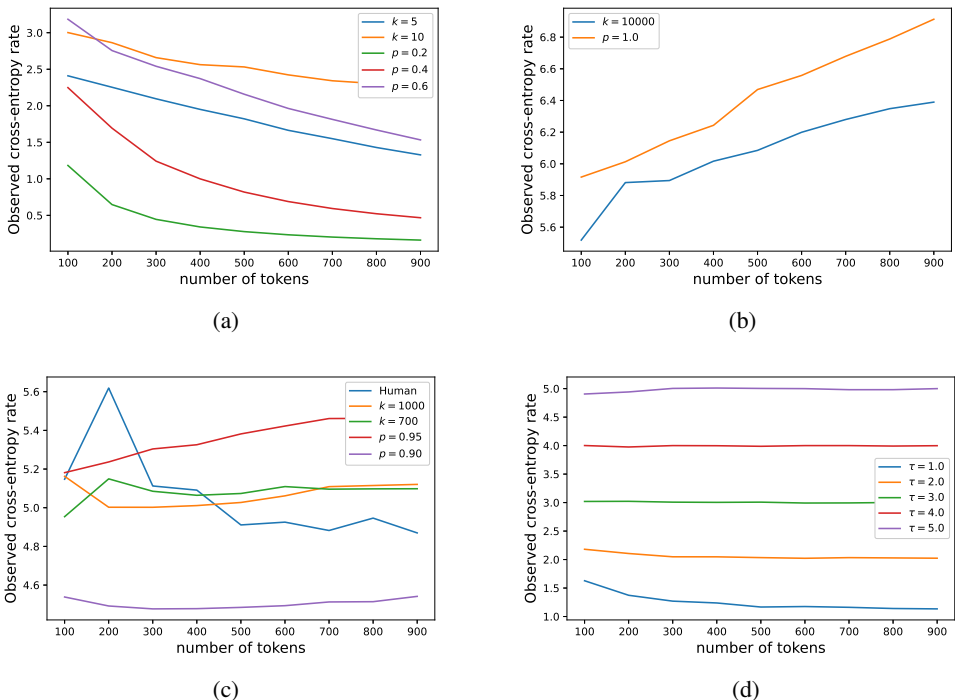 Observed cross-entropy rate
3.0
2.5
2.0
1.5
1.0
0.5
100 200 300 400 500 600 700 800 900
number of tokens
k = 5
k = 10
p = 0.2
p = 0.4
p = 0.6
(a)
Observed cross-entropy rate
6.8
6.6
6.4
6.2
6.0
5.8
5.6
100 200 300 400 500 600 700 800 900
number of tokens
k = 10000
p = 1.0
(b)
Observed cross-entropy rate
5.6
5.4
5.2
5.0
4.8
4.6
100 200 300 400 500 600 700 800 900
number of tokens
Human
k = 1000
k = 700
p = 0.95
p = 0.90
(c)
Observed cross-entropy rate
5.0
4.5
4.0
3.5
3.0
2.5
2.0
1.5
1.0
100 200 300 400 500 600 700 800 900
number of tokens
τ = 1.0
τ = 2.0
τ = 3.0
τ = 4.0
τ = 5.0
(d)